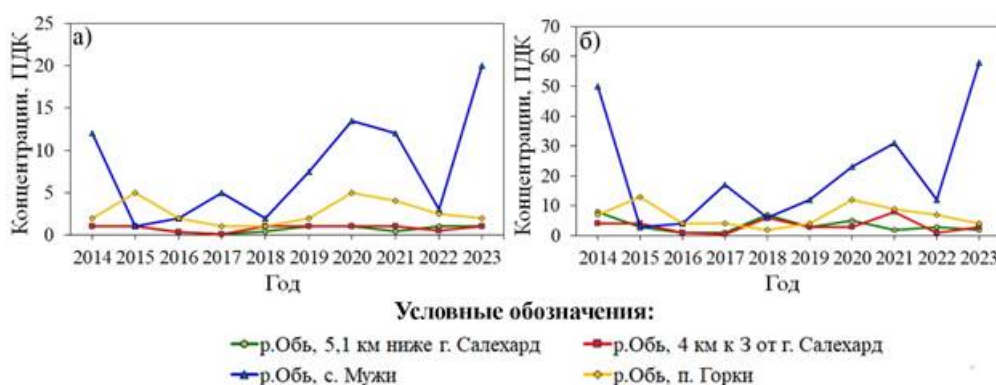 а)
Концентрации, ПДК
25
20
15
10
5
0
2014 2015 2016 2017 2018 2019 2020 2021 2022 2023
Год
б)
Концентрации, ПДК
70
60
50
40
30
20
10
0
2014 2015 2016 2017 2018 2019 2020 2021 2022 2023
Год
Условные обозначения:
р.Обь, 5,1 км ниже г. Салехард
р.Обь, 4 км к З от г. Салехард
р.Обь, с. Мужи
р.Обь, п. Горки